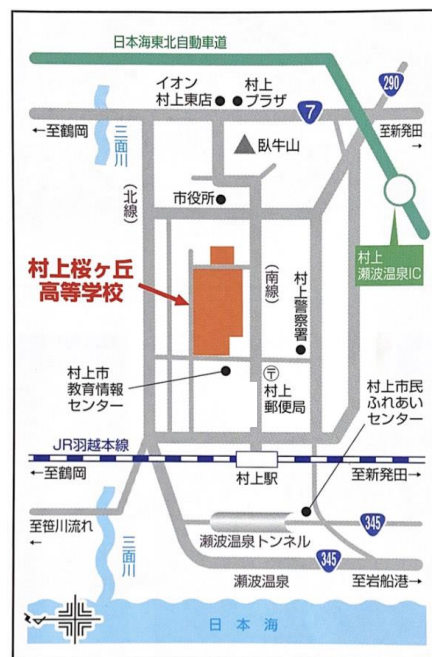 日本海東北自動車道
イオン
村上東店
村上
プラザ
290
7
←至鶴岡
三面川
至新発田→
臥牛山
(北線)
市役所
村上
瀬波温泉IC
村上桜ヶ丘
高等学校
(南線)
村上警察署
村上市
教育情報
センター
〒
村上
郵便局
村上市民
ふれあい
センター
JR羽越本線
←至鶴岡
村上駅
至新発田→
至笹川流れ
←
三面川
345
瀬波温泉トンネル
345
瀬波温泉
至岩船港→
N
日本海